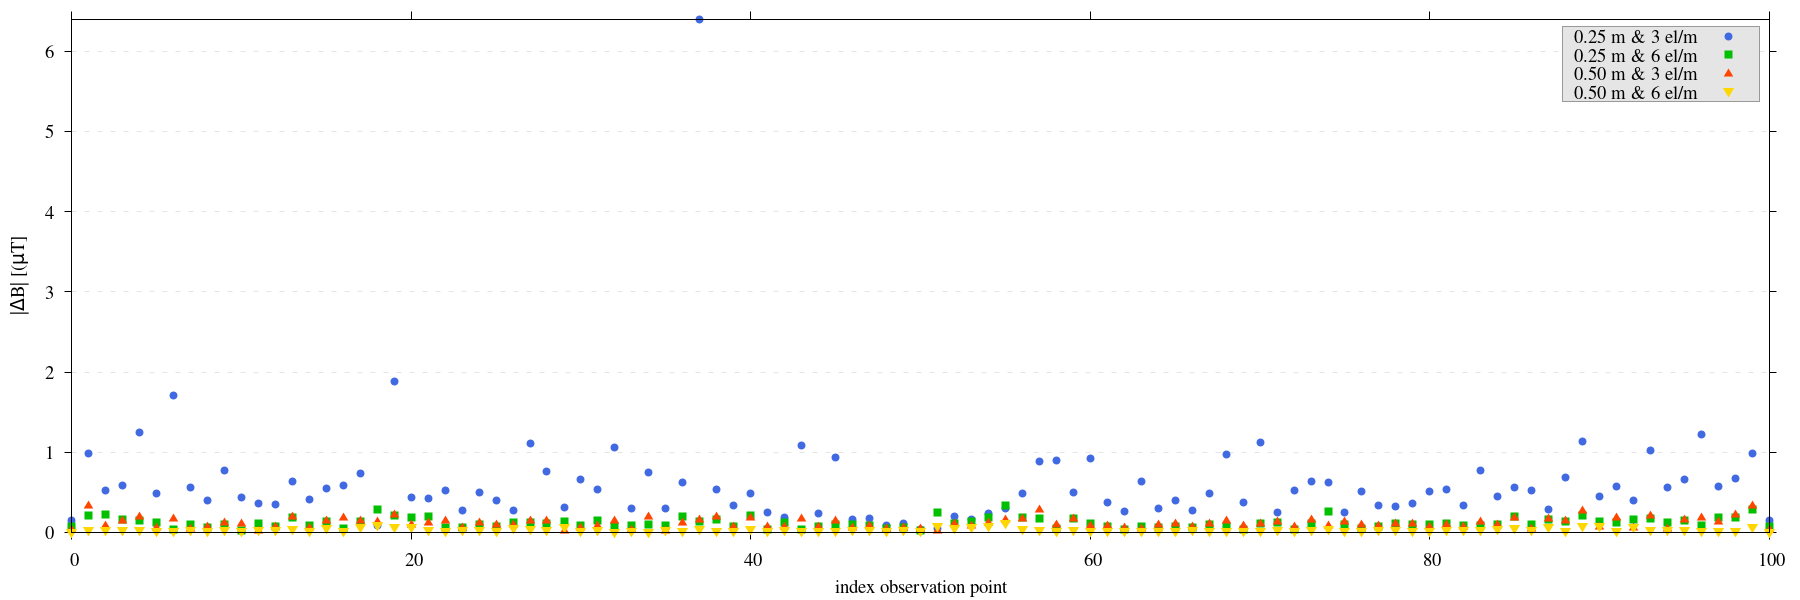 6
5
4
3
2
1
0
|ΔB| [(μT]
0.25 m & 3 el/m
0.25 m & 6 el/m
0.50 m & 3 el/m
0.50 m & 6 el/m
0 20 40 60 80 100
index observation point